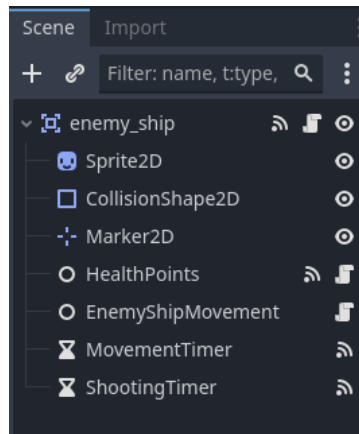 Scene Import
Filter: name, t:type,
enemy_ship
Sprite2D
CollisionShape2D
Marker2D
HealthPoints
EnemyShipMovement
MovementTimer
ShootingTimer